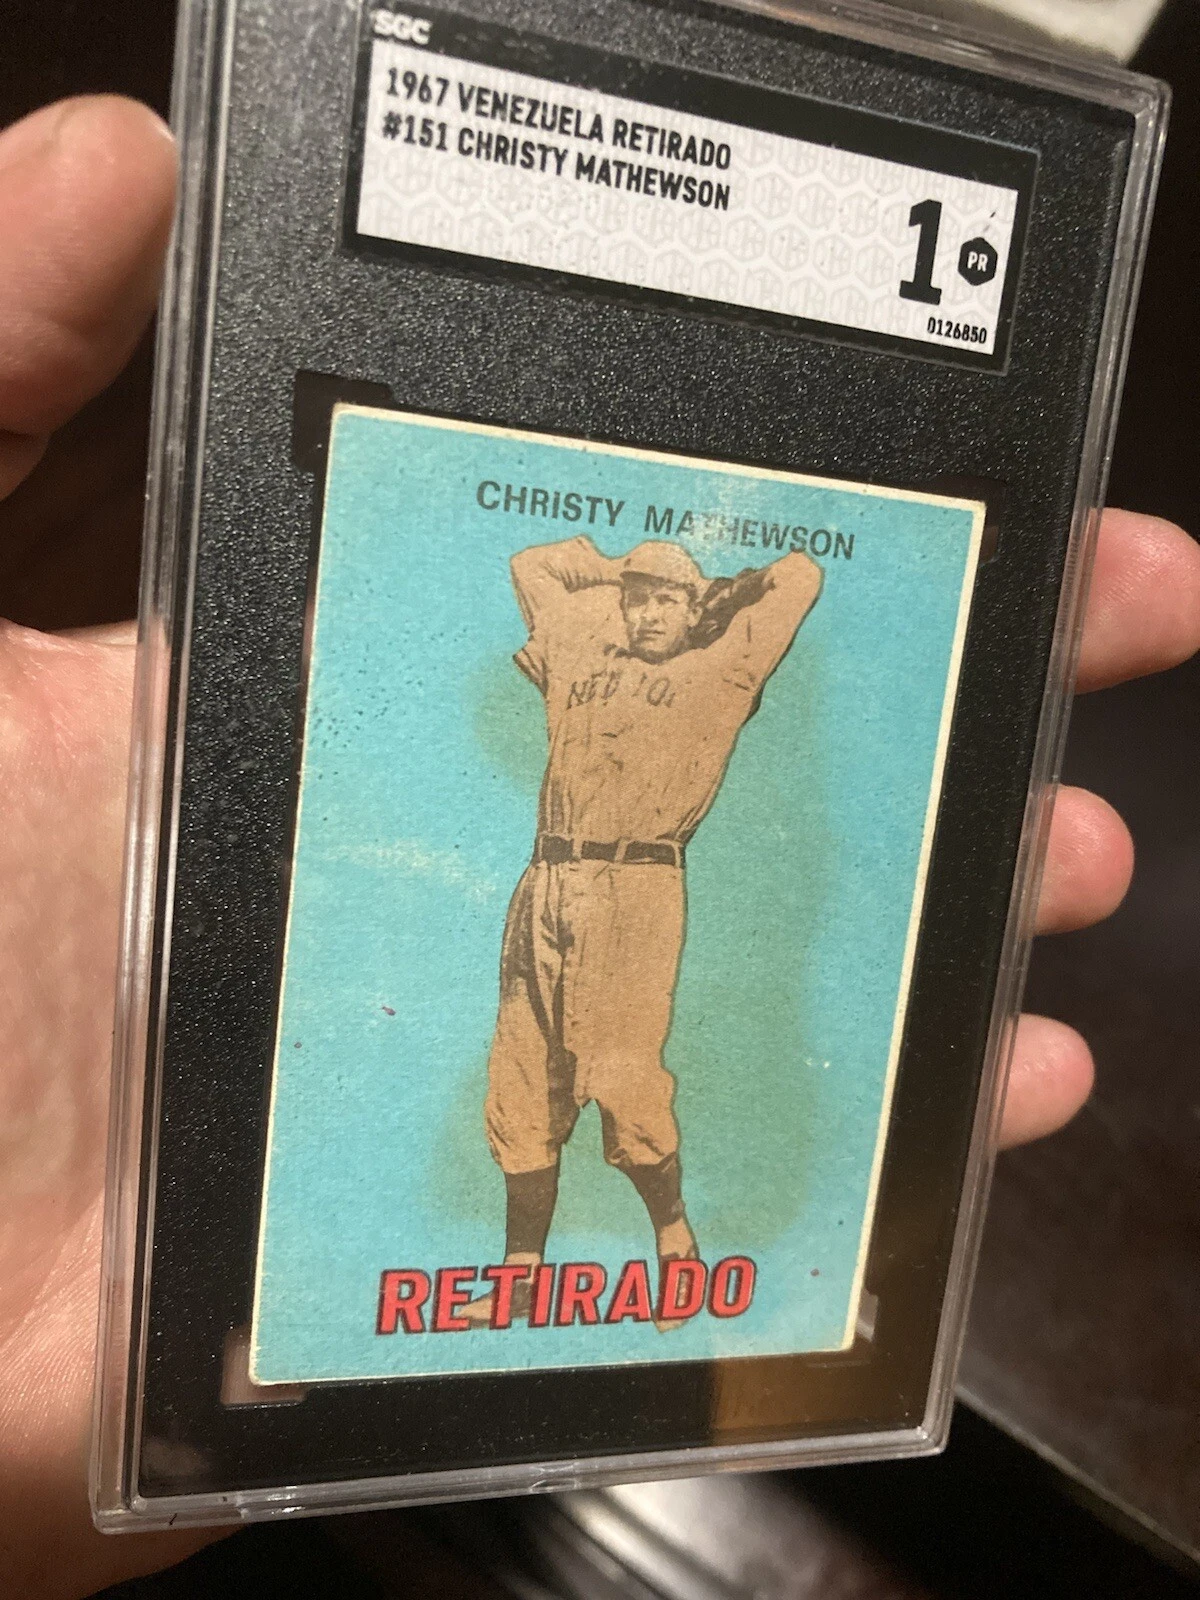 SGC
1967 VENEZUELA RETIRADO
#151 CHRISTY MATHEWSON
1
PR
0126850
CHRISTY MATHEWSON
RETIRADO